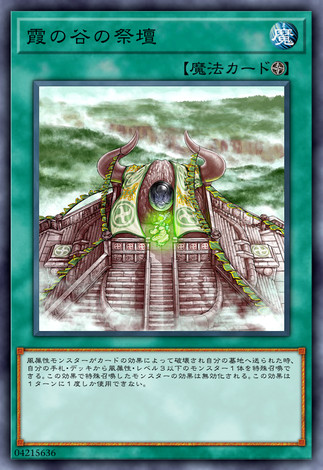 霞の谷の祭壇
魔
【魔法カード】
風属性モンスターがカードの効果によって破壊され自分の墓地へ送られた時、
自分の手札・デッキから風属性・レベル3以下のモンスター1体を特殊召喚
できる。この効果で特殊召喚したモンスターの効果は無効化される。この効果は
1ターンに1度しか使用できない。
04215636